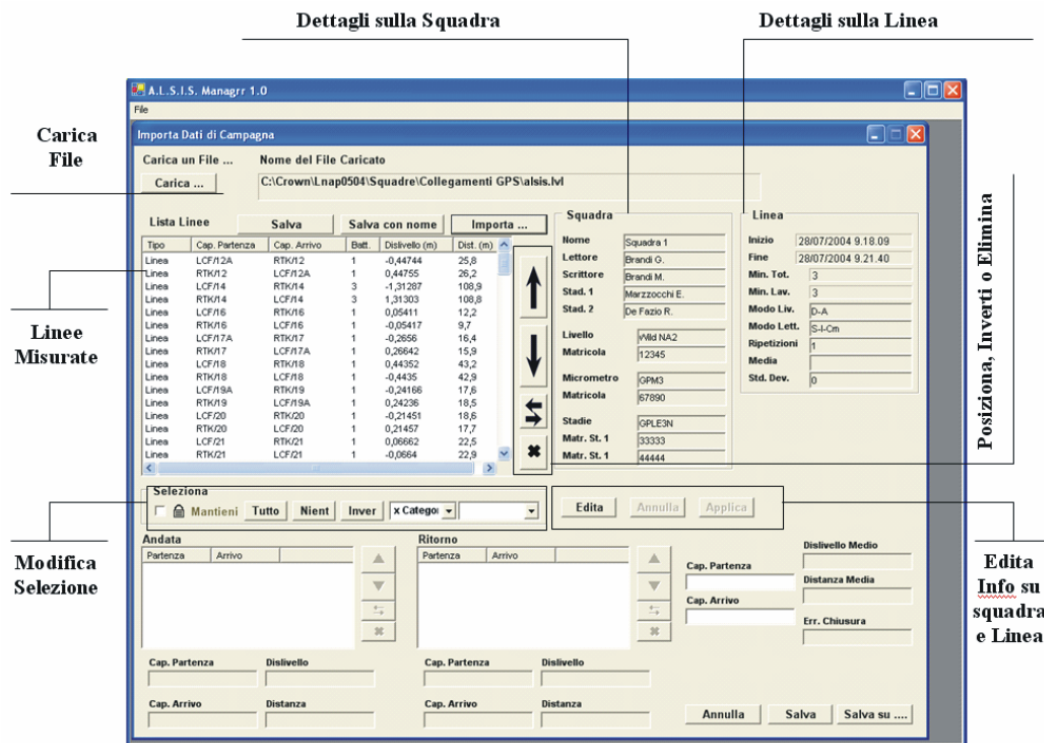 Dettagli sulla Squadra
Dettagli sulla Linea
Carica
File
Linee
Misurate
Modifica
Selezione
Posiziona, Inverti o Elimina
Edita
Info su
squadra
e Linea
A.L.S.I.S. Managrr 1.0
File
Importa Dati di Campagna
Carica un File ...
Nome del File Caricato
Carica ...
C:\Crown\Lnap0504\Squadre\Collegamenti GPS\alsis.lvl
Lista Linee
Salva
Salva con nome
Importa ...
Tipo Cap. Partenza Cap. Arrivo Batt. Dislivello (m) Dist. (m)
Linea LCF/12A RTK/12 1 -0,44744 25,8
Linea RTK/12 LCF/12A 1 0,44755 26,2
Linea LCF/14 RTK/14 3 -1,31287 108,9
Linea RTK/14 LCF/14 3 1,31303 108,8
Linea LCF/16 RTK/16 1 0,05411 12,2
Linea RTK/16 LCF/16 1 -0,05417 9,7
Linea LCF/17A RTK/17 1 -0,2656 16,4
Linea RTK/17 LCF/17A 1 0,26642 15,9
Linea LCF/18 RTK/18 1 0,44352 43,2
Linea RTK/18 LCF/18 1 -0,4435 42,9
Linea LCF/19A RTK/19 1 -0,24166 17,6
Linea RTK/19 LCF/19A 1 0,24236 18,5
Linea LCF/20 RTK/20 1 -0,21451 18,6
Linea RTK/20 LCF/20 1 0,21457 17,7
Linea LCF/21 RTK/21 1 0,06662 22,5
Linea RTK/21 LCF/21 1 -0,0664 22,9
Squadra
Nome Squadra 1
Lettore Brandi G.
Scrittore Brandi M.
Stad. 1 Marzzocchi E.
Stad. 2 De Fazio R.
Livello Wild NA2
Matricola 12345
Micrometro GPM3
Matricola 67890
Stadie GPLE3N
Matr. St. 1 33333
Matr. St. 1 44444
Linea
Inizio 28/07/2004 9.18.09
Fine 28/07/2004 9.21.40
Min. Tot. 3
Min. Lav. 3
Modo Liv. D-A
Modo Lett. S-I-Cm
Ripetizioni 1
Media
Std. Dev. 0
Seleziona
Mantieni
Tutto
Nient
Inver
x Categor
Edita
Annulla
Applica
Andata
Partenza Arrivo
Ritorno
Partenza Arrivo
Cap. Partenza
Cap. Arrivo
Dislivello Medio
Distanza Media
Err. Chiusura
Cap. Partenza Dislivello
Cap. Arrivo Distanza
Cap. Partenza Dislivello
Cap. Arrivo Distanza
Annulla
Salva
Salva su ....